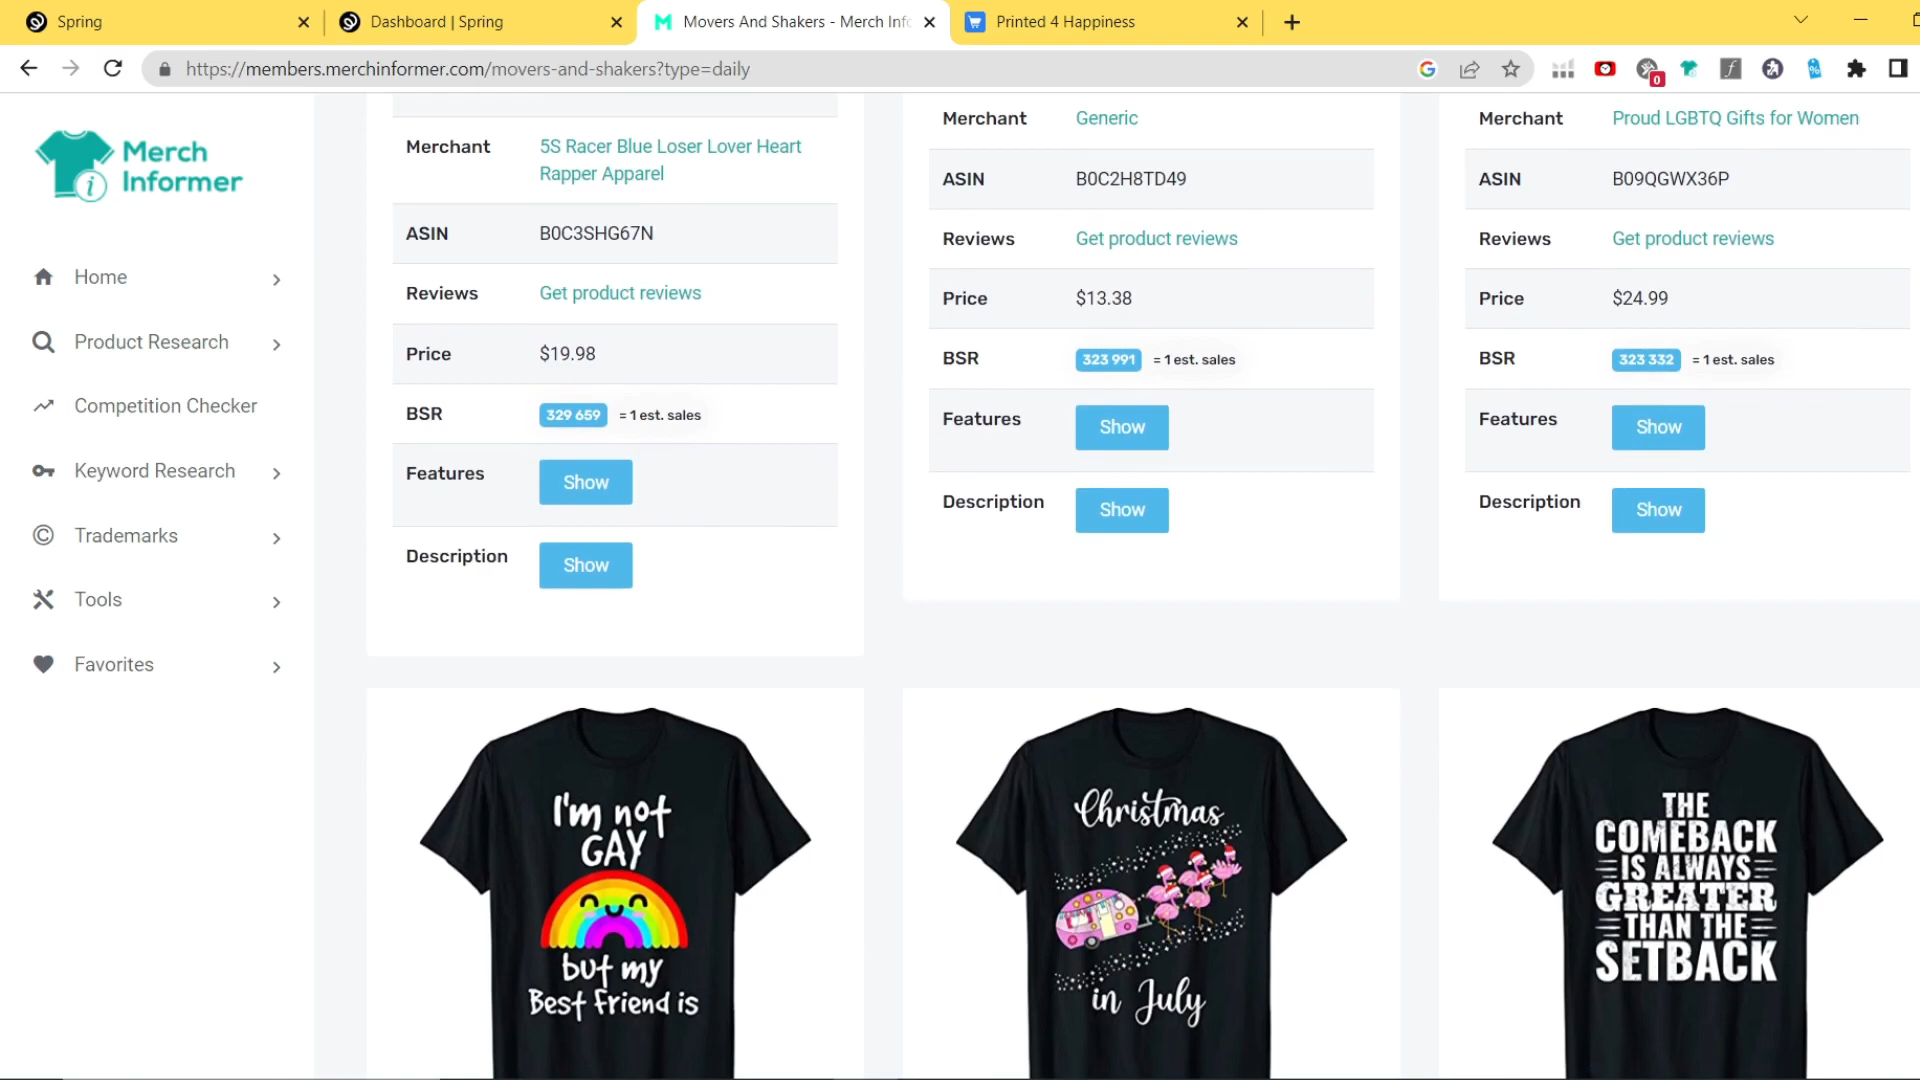 Spring
Dashboard | Spring
Movers And Shakers - Merch Info
Printed 4 Happiness
https://members.merchinformer.com/movers-and-shakers?type=daily
0
Merch
Informer
Home
Product Research
Competition Checker
Keyword Research
Trademarks
Tools
Favorites
Merchant 5S Racer Blue Loser Lover Heart
Rapper Apparel
ASIN B0C3SHG67N
Reviews Get product reviews
Price $19.98
BSR 329 659 = 1 est. sales
Features Show
Description Show
Merchant Generic
ASIN B0C2H8TD49
Reviews Get product reviews
Price $13.38
BSR 323 991 = 1 est. sales
Features Show
Description Show
Merchant Proud LGBTQ Gifts for Women
ASIN B09QGWX36P
Reviews Get product reviews
Price $24.99
BSR 323 332 = 1 est. sales
Features Show
Description Show
I'm not
GAY
but my
Best friend is
Christmas
in July
THE
COMEBACK
IS ALWAYS
GREATER
THAN THE
SETBACK